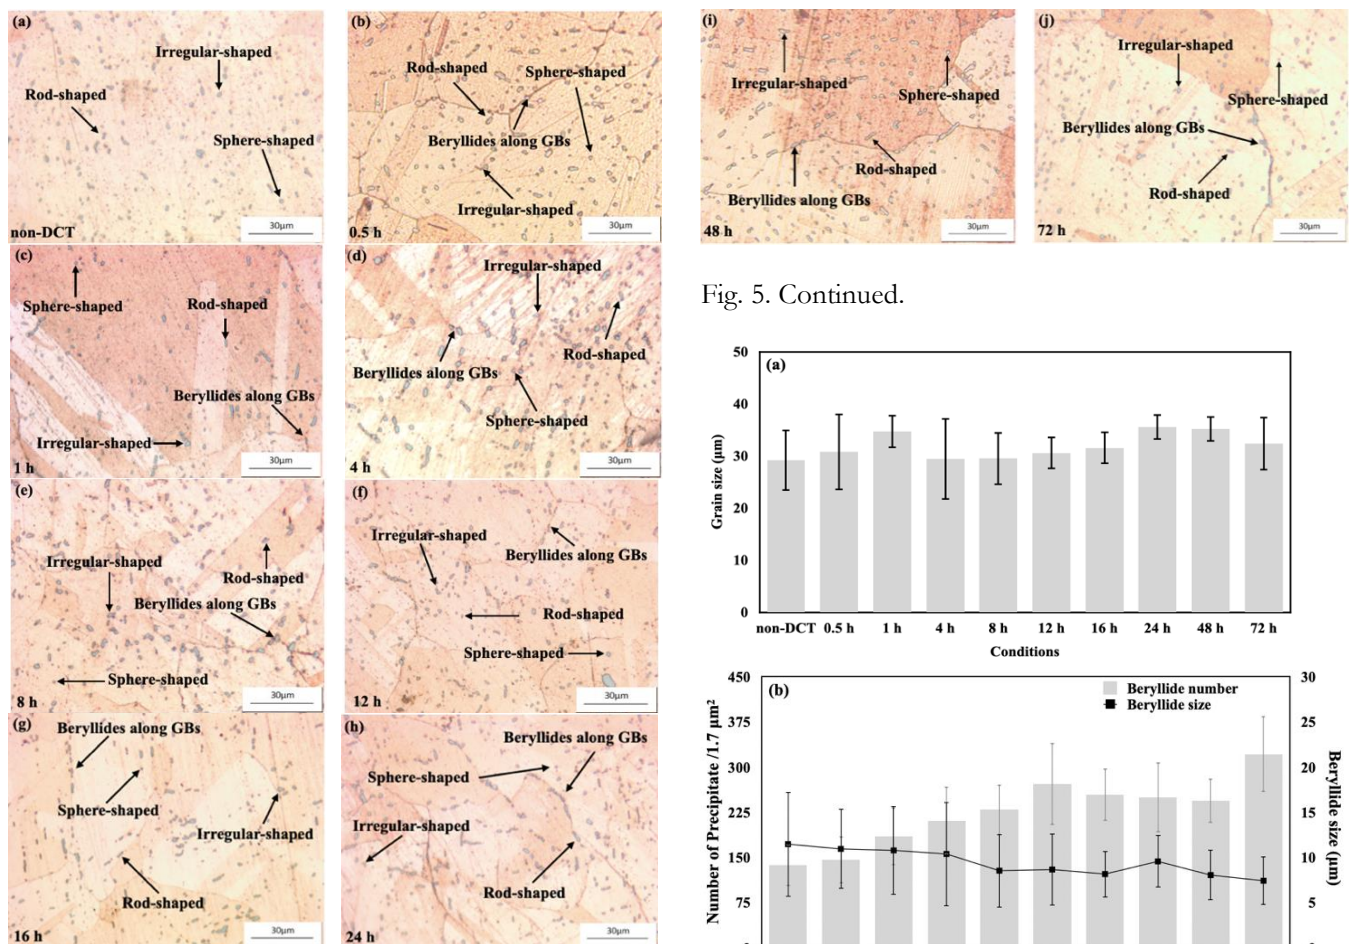 (a)
Irregular-shaped
Rod-shaped
Sphere-shaped
30μm
non-DCT
(b)
Rod-shaped
Sphere-shaped
Beryllides along GBs
Irregular-shaped
30μm
0.5 h
(c)
Sphere-shaped
Rod-shaped
Beryllides along GBs
Irregular-shaped
30μm
1 h
(d)
Irregular-shaped
Rod-shaped
Beryllides along GBs
Sphere-shaped
30μm
4 h
(e)
Irregular-shaped
Rod-shaped
Beryllides along GBs
Sphere-shaped
30μm
8 h
(f)
Irregular-shaped
Beryllides along GBs
Rod-shaped
Sphere-shaped
30μm
12 h
(g)
Beryllides along GBs
Sphere-shaped
Irregular-shaped
Rod-shaped
30μm
16 h
(h)
Beryllides along GBs
Sphere-shaped
Irregular-shaped
Rod-shaped
30μm
24 h
(i)
Irregular-shaped
Sphere-shaped
Rod-shaped
Beryllides along GBs
30μm
48 h
(j)
Irregular-shaped
Sphere-shaped
Beryllides along GBs
Rod-shaped
30μm
72 h
Fig. 5. Continued.
(a)
50
40
30
20
10
0
Grain size (μm)
non-DCT 0.5 h 1 h 4 h 8 h 12 h 16 h 24 h 48 h 72 h
Conditions
(b)
Beryllide number
Beryllide size
450
375
300
225
150
75
Number of Precipitate /1.7 μm²
30
25
20
15
10
5
Beryllide size (μm)